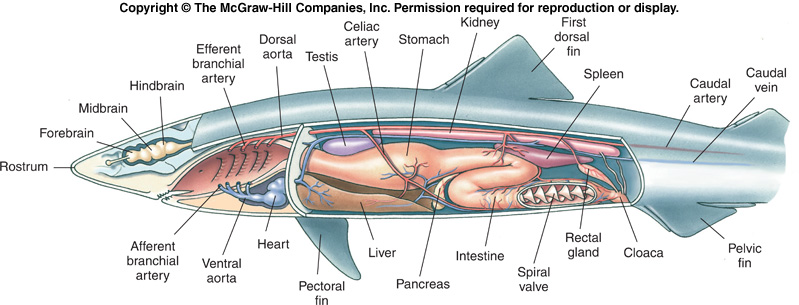 Copyright © The McGraw-Hill Companies, Inc. Permission required for reproduction or display.
Rostrum
Forebrain
Midbrain
Hindbrain
Efferent
branchial
artery
Dorsal
aorta
Testis
Celiac
artery
Stomach
Kidney
First
dorsal
fin
Spleen
Caudal
artery
Caudal
vein
Afferent
branchial
artery
Ventral
aorta
Heart
Pectoral
fin
Liver
Pancreas
Intestine
Spiral
valve
Rectal
gland
Cloaca
Pelvic
fin